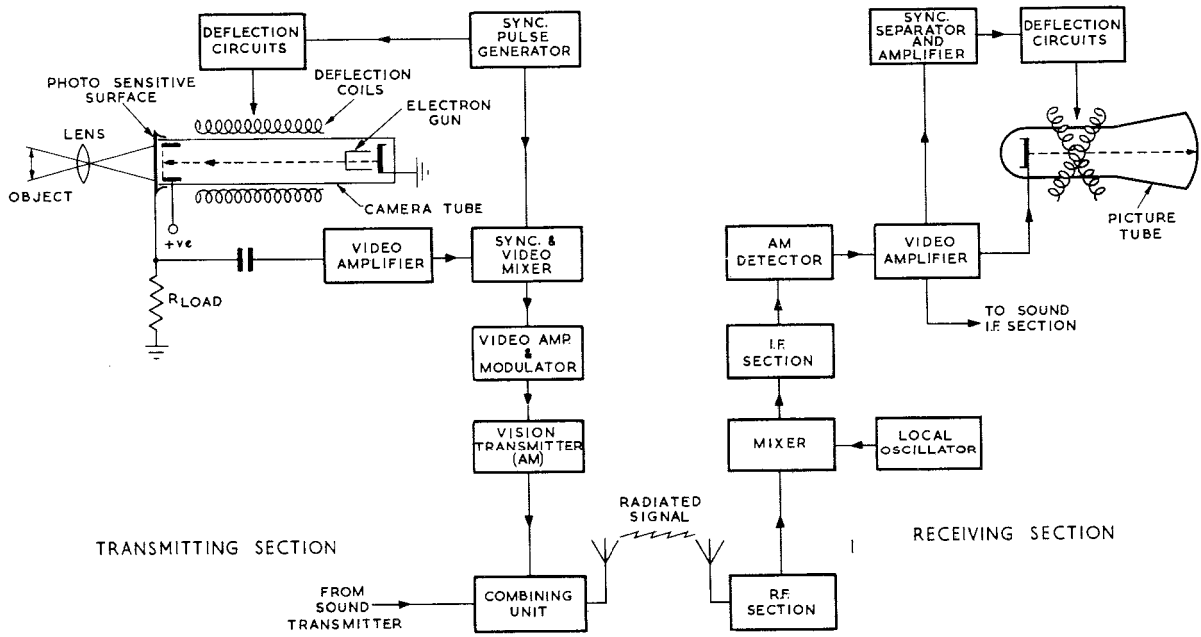 DEFLECTION
CIRCUITS
SYNC.
PULSE
GENERATOR
PHOTO SENSITIVE
SURFACE
DEFLECTION
COILS
ELECTRON
GUN
LENS
OBJECT
CAMERA TUBE
+ve
RLOAD
VIDEO
AMPLIFIER
SYNC. &
VIDEO
MIXER
VIDEO AMP.
&
MODULATOR
VISION
TRANSMITTER
(AM)
TRANSMITTING SECTION
FROM
SOUND
TRANSMITTER
COMBINING
UNIT
RADIATED
SIGNAL
SYNC.
SEPARATOR
AND
AMPLIFIER
DEFLECTION
CIRCUITS
PICTURE
TUBE
AM
DETECTOR
VIDEO
AMPLIFIER
TO SOUND
I.F. SECTION
I.F.
SECTION
MIXER
LOCAL
OSCILLATOR
RECEIVING SECTION
R.F.
SECTION